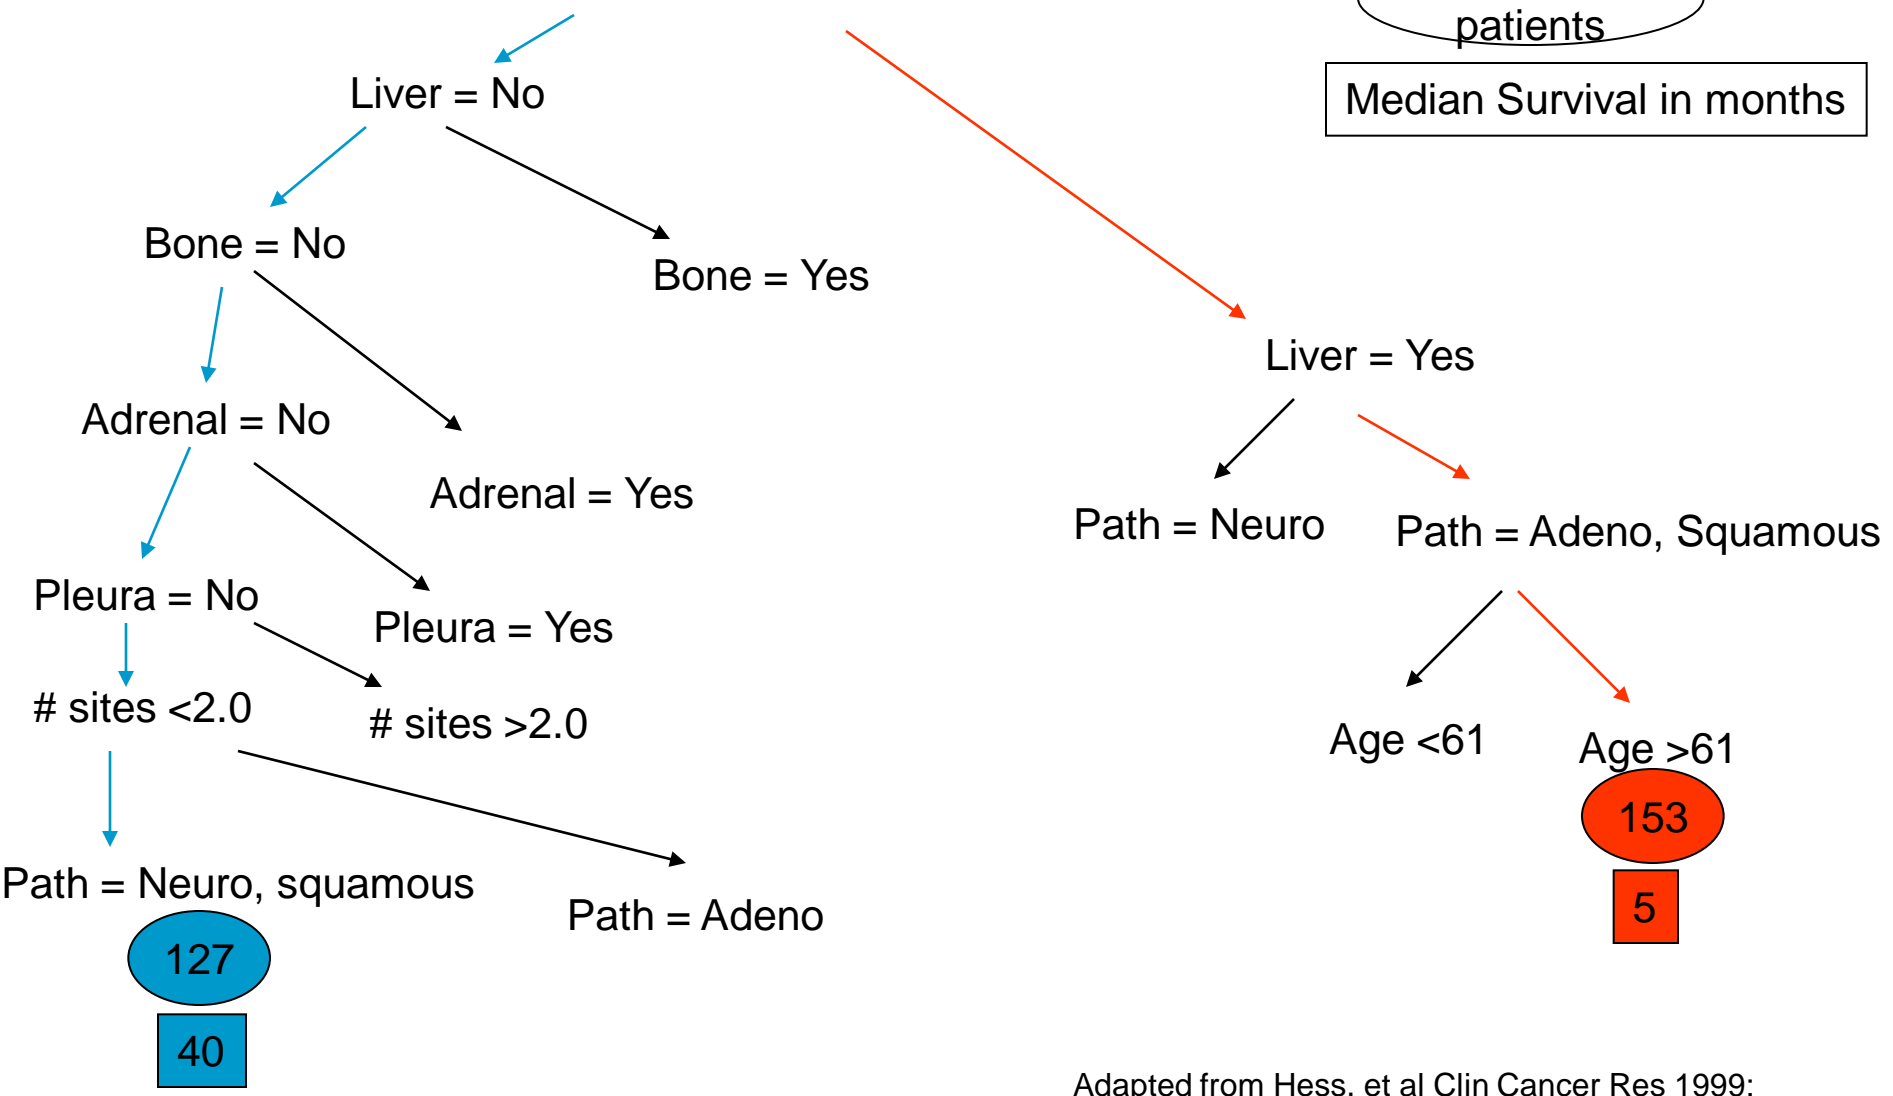 patients
Median Survival in months
Liver = No
Bone = No
Bone = Yes
Liver = Yes
Adrenal = No
Adrenal = Yes
Path = Neuro
Path = Adeno, Squamous
Pleura = No
Pleura = Yes
# sites <2.0
# sites >2.0
Age <61
Age >61
153
5
Path = Neuro, squamous
Path = Adeno
127
40
Adapted from Hess, et al Clin Cancer Res 1999: